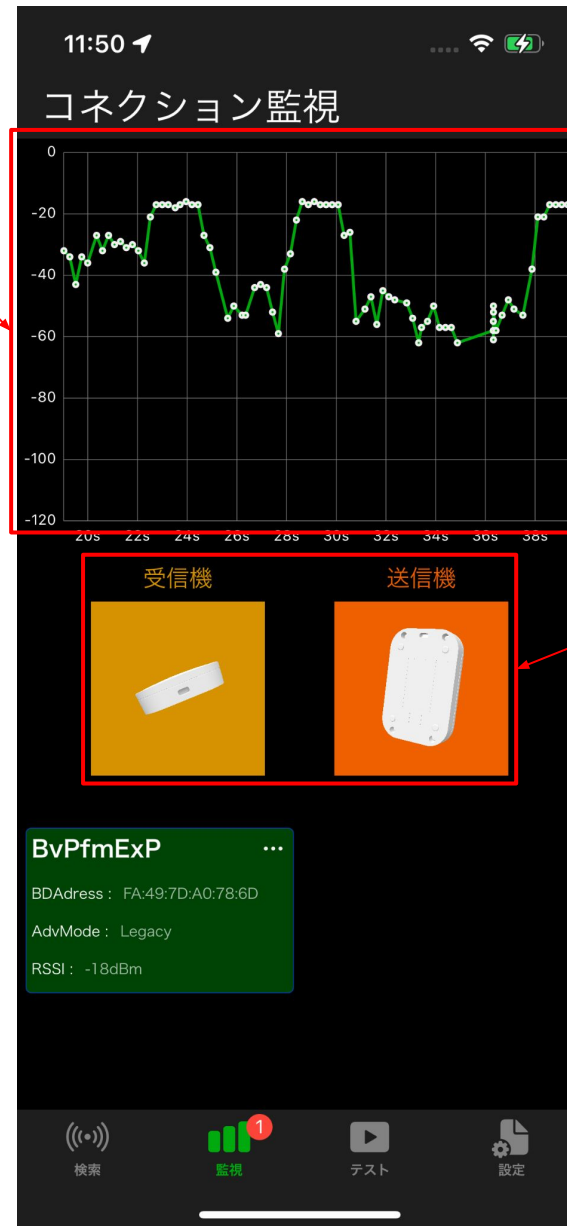 11:50
コネクション監視
0
-20
-40
-60
-80
-100
-120
20s 22s 24s 26s 28s 30s 32s 34s 36s 38s
受信機 送信機
BvPfmExP ...
BDAdress : FA:49:7D:A0:78:6D
AdvMode : Legacy
RSSI : -18dBm
1
検索 監視 テスト 設定